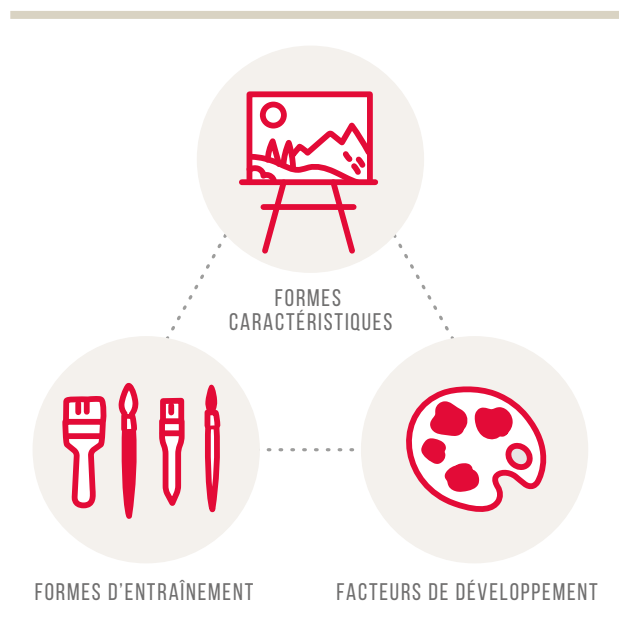 FORMES
CARACTÉRISTIQUES
FORMES D'ENTRAÎNEMENT
FACTEURS DE DÉVELOPPEMENT